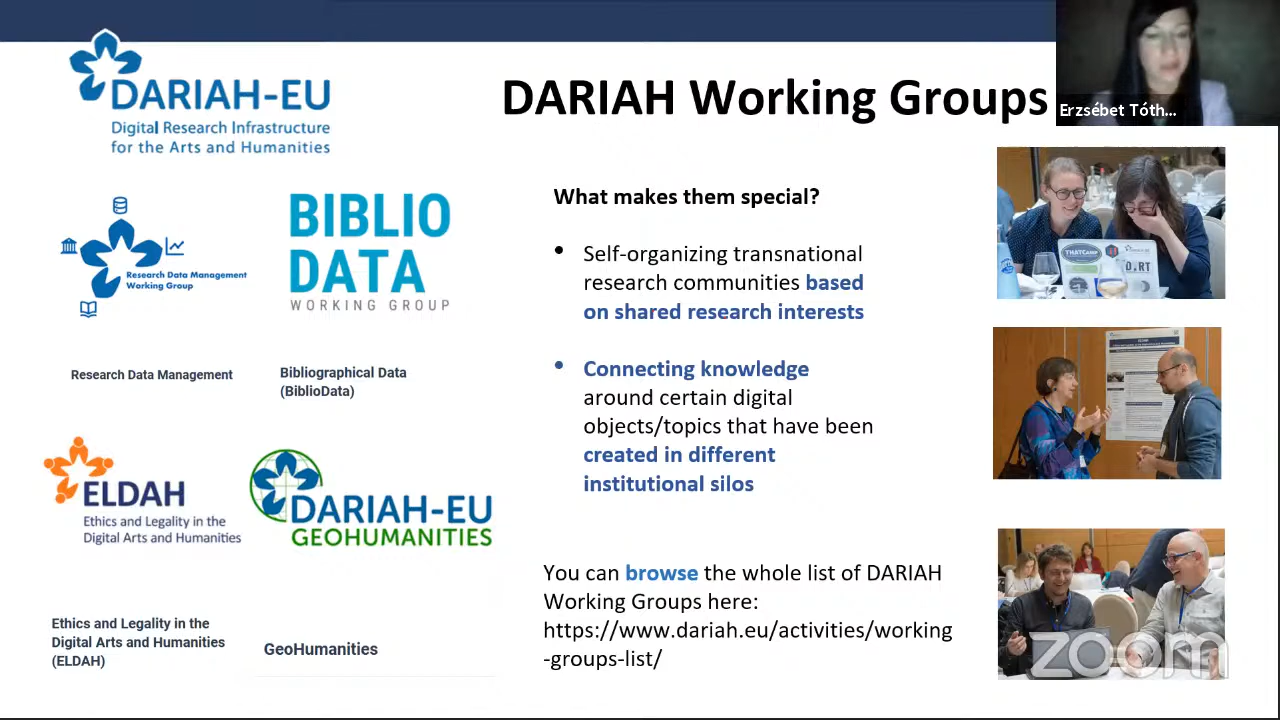 DARIAH-EU
Digital Research Infrastructure
for the Arts and Humanities
DARIAH Working Groups
Erzsébet Tóth...
Research Data Management
Working Group
BIBLIO
DATA
WORKING GROUP
Research Data Management
Bibliographical Data
(BiblioData)
ELDAH
Ethics and Legality in the
Digital Arts and Humanities
DARIAH-EU
GEOHUMANITIES
Ethics and Legality in the
Digital Arts and Humanities
(ELDAH)
GeoHumanities
What makes them special?
• Self-organizing transnational
research communities based
on shared research interests
• Connecting knowledge
around certain digital
objects/topics that have been
created in different
institutional silos
You can browse the whole list of DARIAH
Working Groups here:
https://www.dariah.eu/activities/working
-groups-list/
THATCamp
zoom